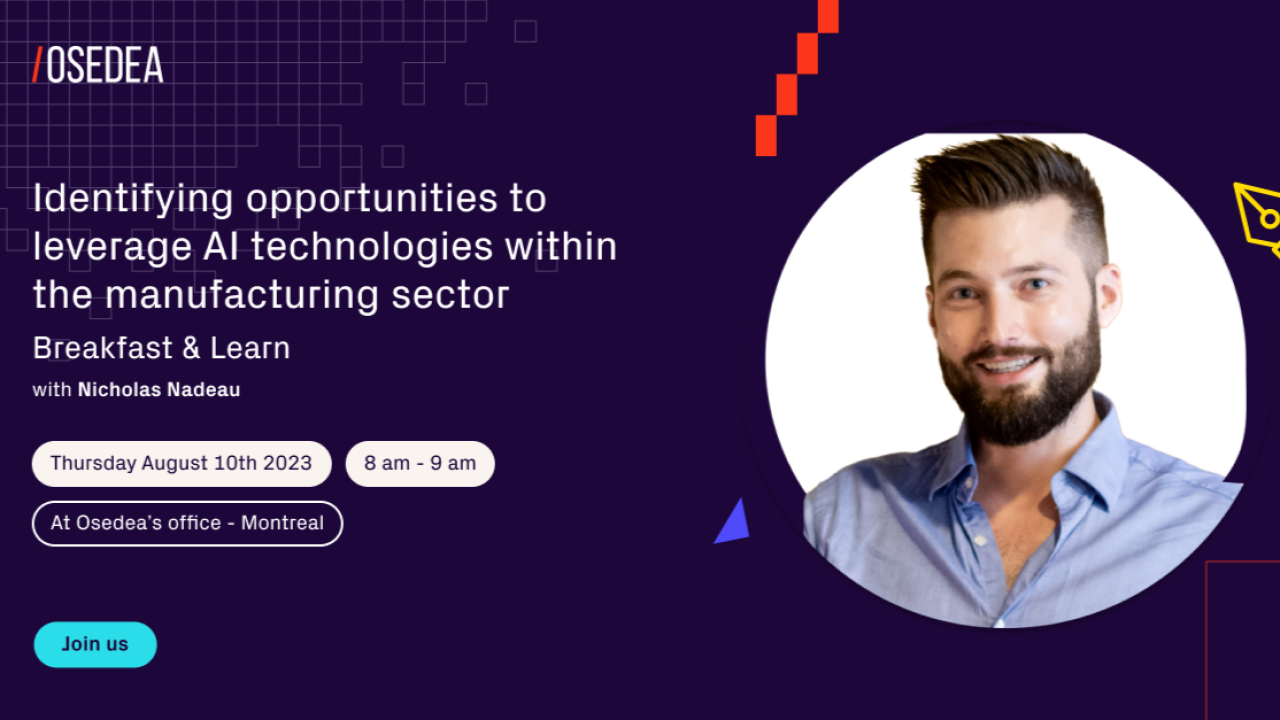 /OSEDEA
Identifying opportunities to
leverage AI technologies within
the manufacturing sector
Breakfast & Learn
with Nicholas Nadeau
Thursday August 10th 2023
8 am - 9 am
At Osedea's office - Montreal
Join us